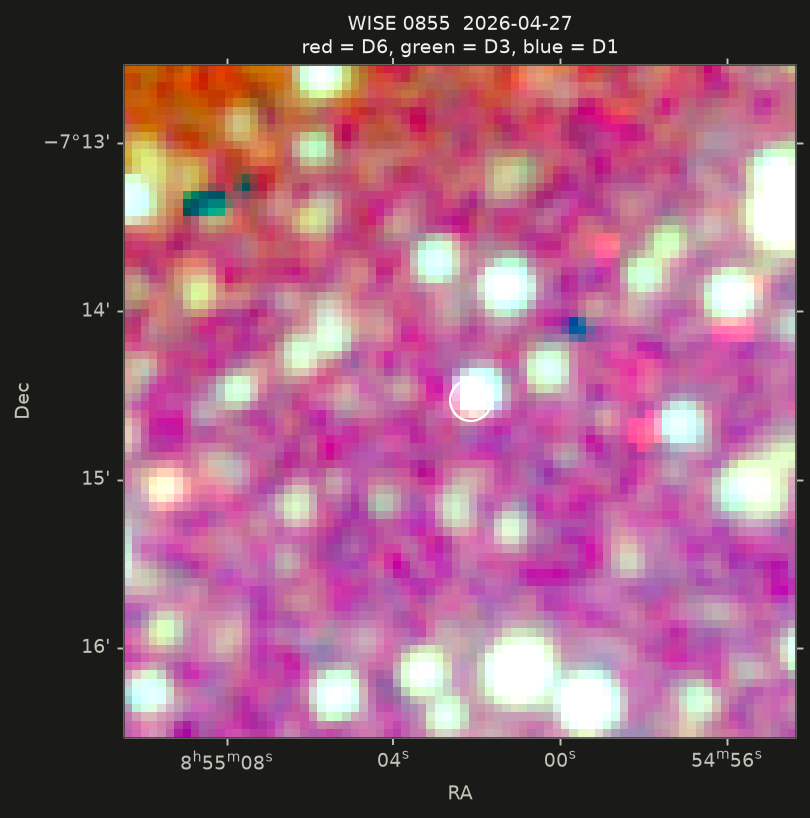 WISE 0855  2026-04-27
red = D6, green = D3, blue = D1
−7°13'
14'
15'
16'
Dec
8ʰ55ᵐ08ˢ
04ˢ
00ˢ
54ᵐ56ˢ
RA